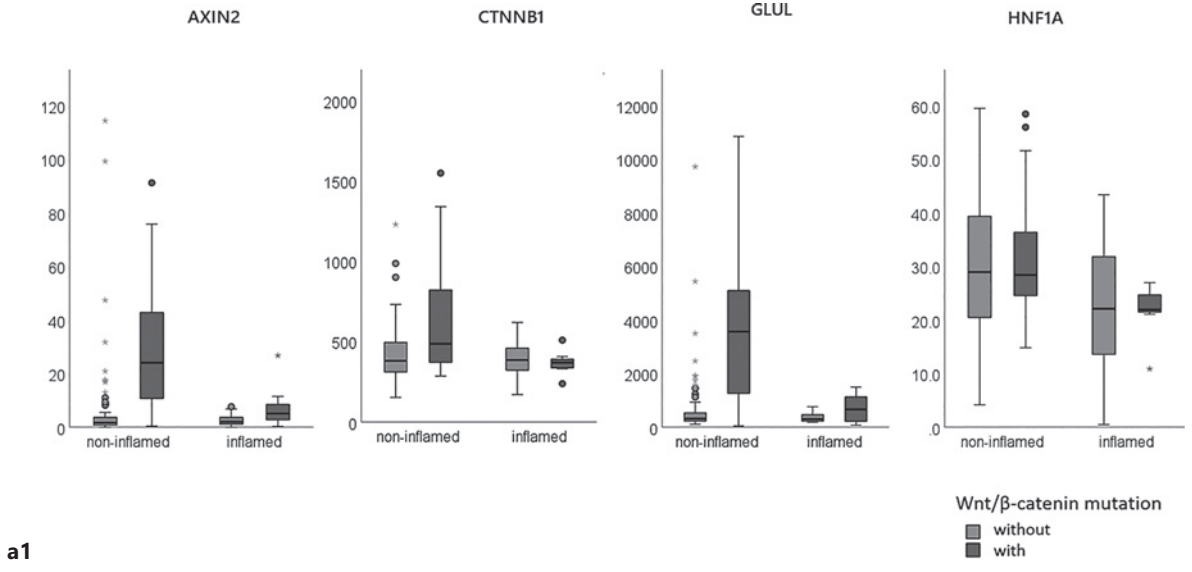 AXIN2
120
100
80
60
40
20
0
non-inflamed inflamed
CTNNB1
2000
1500
1000
500
0
non-inflamed inflamed
GLUL
12000
10000
8000
6000
4000
2000
0
non-inflamed inflamed
HNF1A
60.0
50.0
40.0
30.0
20.0
10.0
.0
non-inflamed inflamed
Wnt/β-catenin mutation
without
with
a1